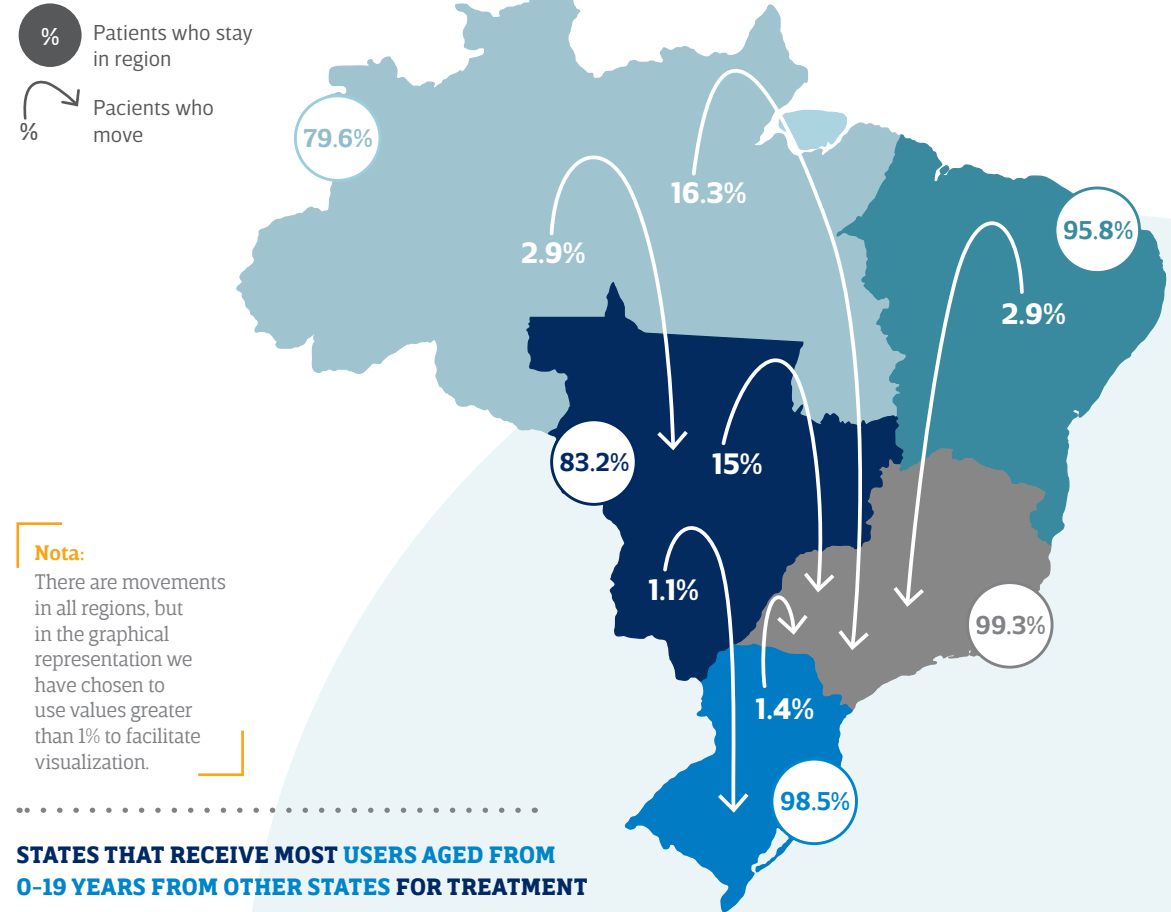 %
Patients who stay
in region
%
Pacients who
move
79.6%
16.3%
2.9%
95.8%
2.9%
83.2%
15%
1.1%
99.3%
1.4%
98.5%
Nota:
There are movements
in all regions, but
in the graphical
representation we
have chosen to
use values greater
than 1% to facilitate
visualization.
STATES THAT RECEIVE MOST USERS AGED FROM
0-19 YEARS FROM OTHER STATES FOR TREATMENT